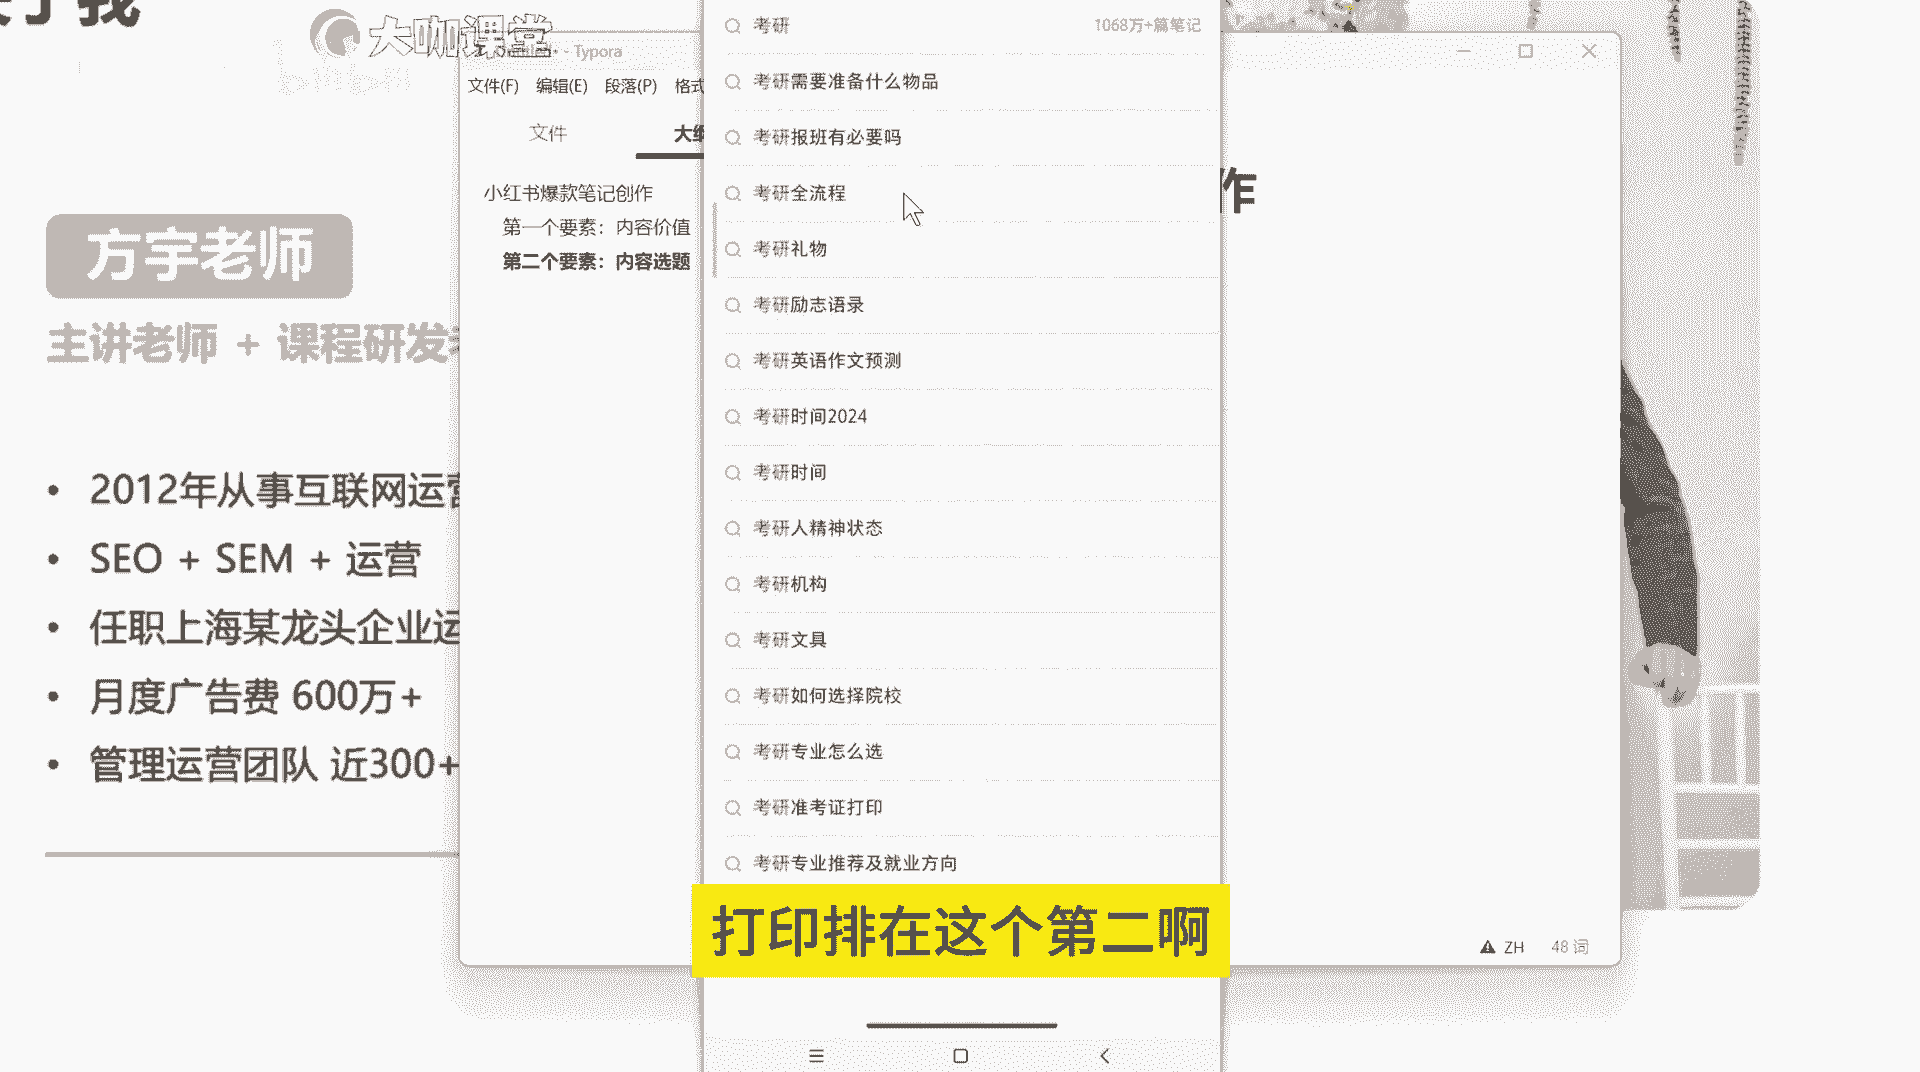 大咖课堂
- Typora
文件(F) 编辑(E) 段落(P) 格式
文件
小红书爆款笔记创作
第一个要素：内容价值
第二个要素：内容选题
方宇老师
主讲老师 + 课程研发
2012年从事互联网运营
SEO + SEM + 运营
任职上海某龙头企业运
月度广告费 600万+
管理运营团队 近300+
考研 1068万+篇笔记
考研需要准备什么物品
考研报班有必要吗
考研全流程
考研礼物
考研励志语录
考研英语作文预测
考研时间2024
考研时间
考研人精神状态
考研机构
考研文具
考研如何选择院校
考研专业怎么选
考研准考证打印
考研专业推荐及就业方向
作
打印排在这个第二啊
ZH 48 词